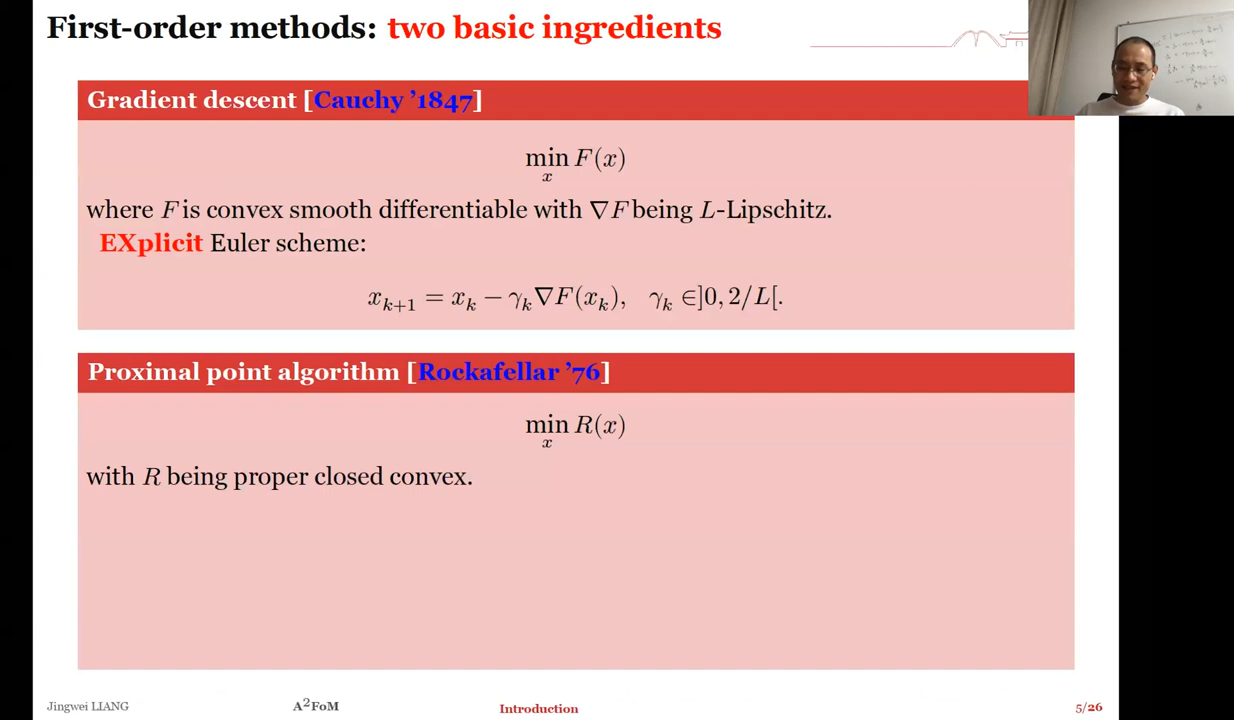 First-order methods: two basic ingredients
Gradient descent [Cauchy ’1847]
min F(x)
x
where F is convex smooth differentiable with ∇F being L-Lipschitz.
EXplicit Euler scheme:
x_{k+1} = x_k − γ_k∇F(x_k), γ_k ∈]0, 2/L[.
Proximal point algorithm [Rockafellar ’76]
min R(x)
x
with R being proper closed convex.
Jingwei LIANG A²FoM Introduction 5/26